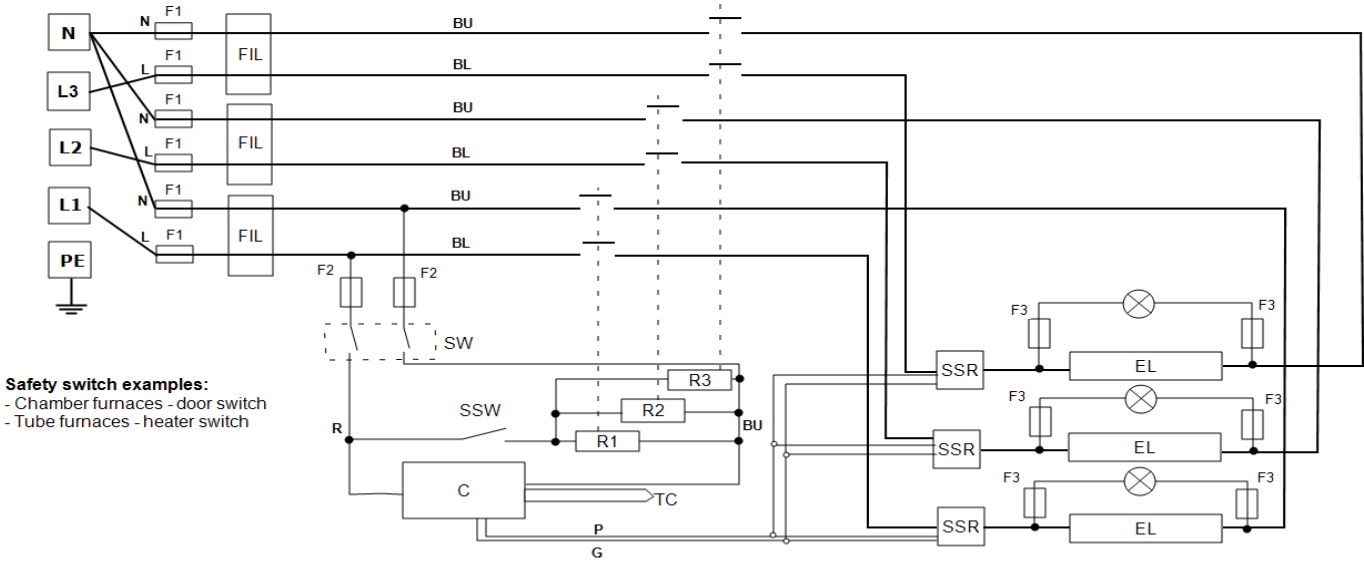 F1
N
N
BU
FIL
F1
L3
L
BL
F1
N
BU
FIL
L2
F1
L
BL
F1
L1
N
BU
FIL
F1
L
BL
PE
F2
F2
SW
F3
F3
SSR
EL
R3
Safety switch examples:
- Chamber furnaces - door switch
- Tube furnaces - heater switch
F3
F3
SSW
R2
R
R1
BU
SSR
EL
C
TC
F3
F3
P
G
SSR
EL